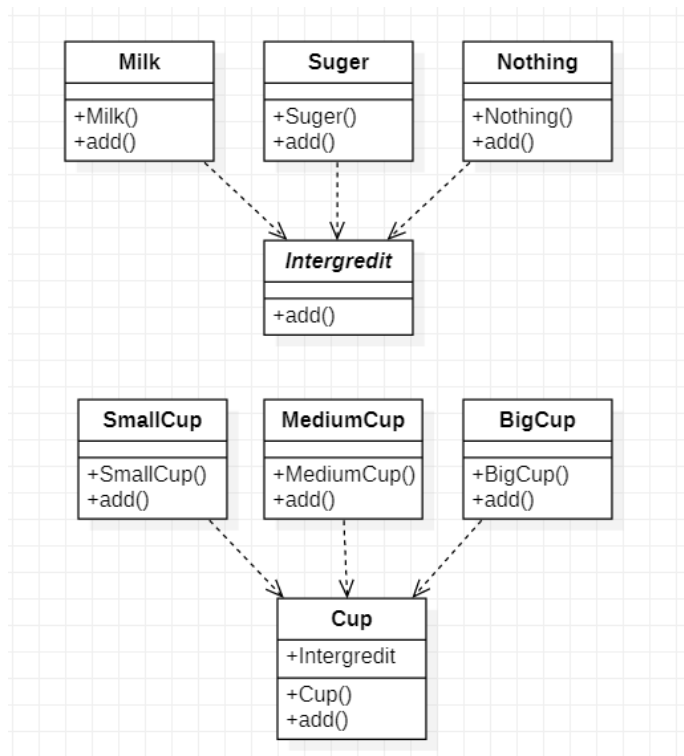 Milk
+Milk()
+add()
Suger
+Suger()
+add()
Nothing
+Nothing()
+add()
Intergredit
+add()
SmallCup
+SmallCup()
+add()
MediumCup
+MediumCup()
+add()
BigCup
+BigCup()
+add()
Cup
+Intergredit
+Cup()
+add()